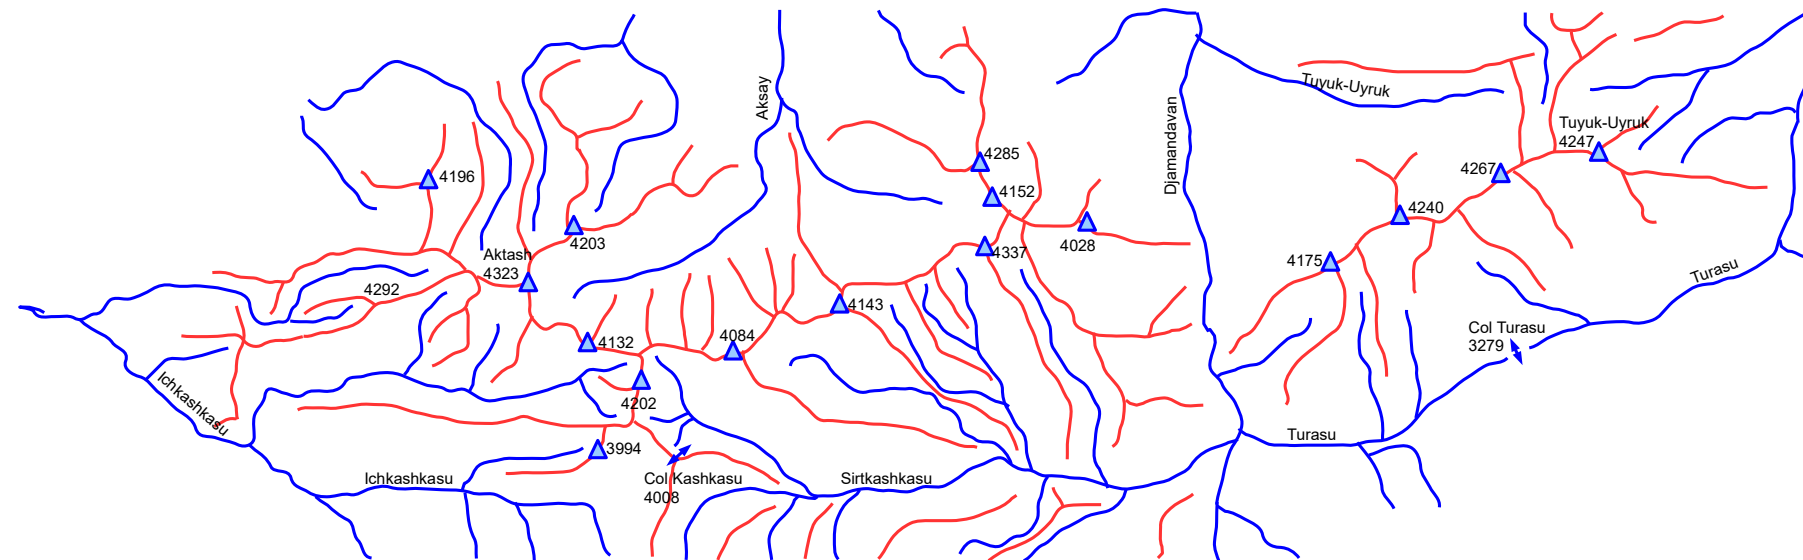 Aksay
Djamandavan
Tuyuk-Uyruk
Tuyuk-Uyruk
4247
4285
4267
4196
4152
4240
4203
4028
4337
Aktash
4323
4175
Turasu
4292
4143
Col Turasu
3279
4132
4084
Ichkashkasu
4202
Turasu
3994
Ichkashkasu
Col Kashkasu
4008
Sirtkashkasu